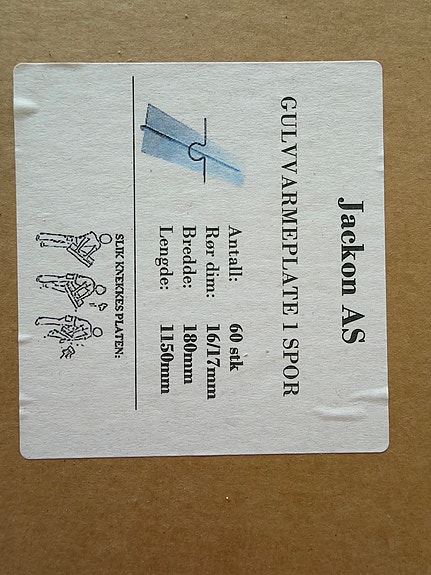 Jackon AS
GULVVARMEPLATE 1 SPOR
Antall: 60 stk
Rør dim: 16/17mm
Bredde: 180mm
Lengde: 1150mm
SLIK KNEKKES PLATEN: